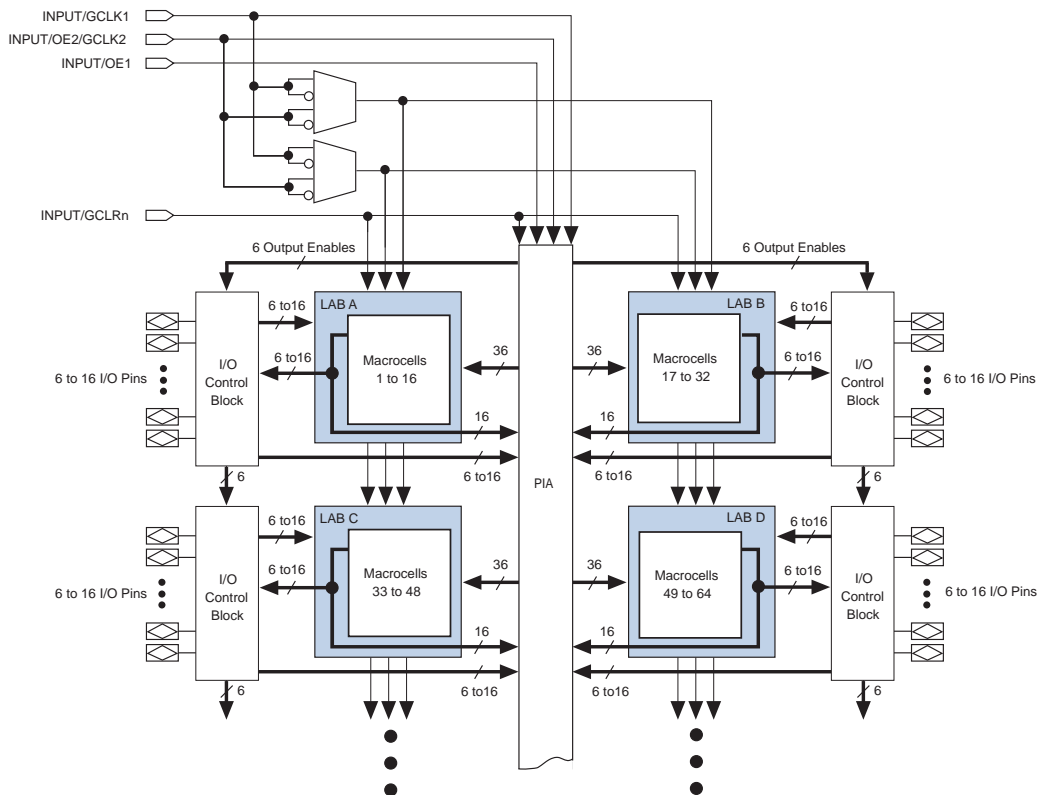 INPUT/GCLK1
INPUT/OE2/GCLK2
INPUT/OE1
INPUT/GCLRn
6 Output Enables
6 Output Enables
6 to16
LAB A
LAB B
6 to16
Macrocells
1 to 16
Macrocells
17 to 32
36
36
6 to 16 I/O Pins
I/O
Control
Block
6 to16
6 to16
I/O
Control
Block
6 to 16 I/O Pins
16
16
6
6 to16
PIA
6 to16
6
6 to16
LAB C
LAB D
6 to16
Macrocells
33 to 48
Macrocells
49 to 64
36
36
6 to 16 I/O Pins
I/O
Control
Block
6 to16
6 to16
I/O
Control
Block
6 to 16 I/O Pins
16
16
6
6 to16
6 to16
6